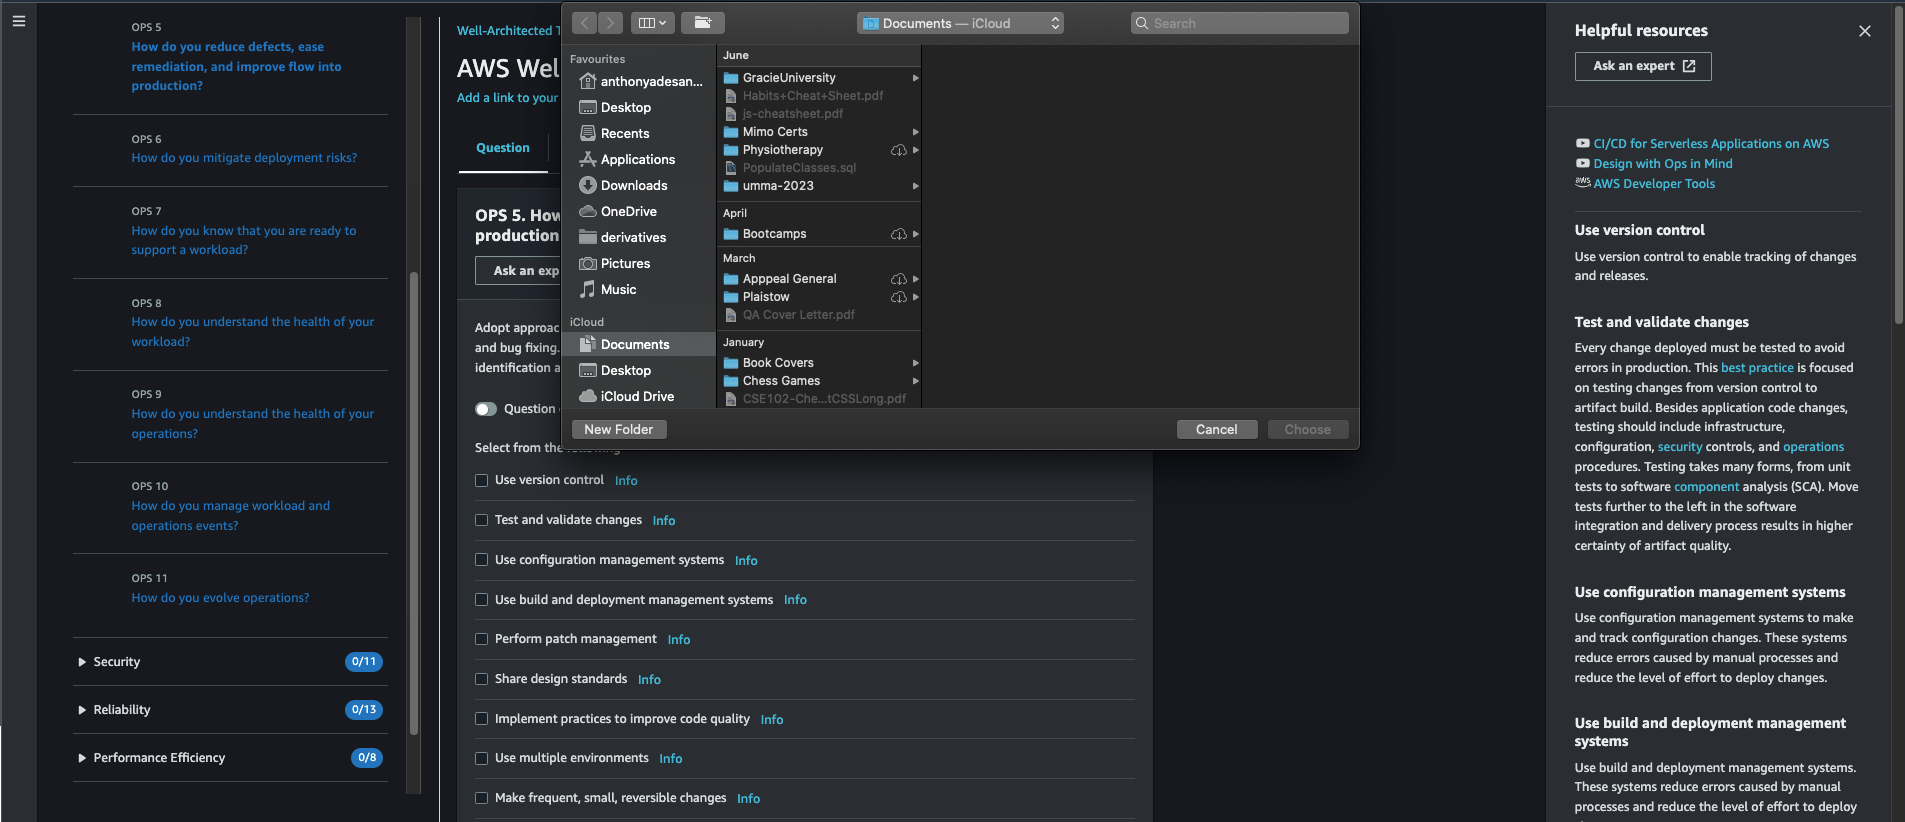 OPS 5
How do you reduce defects, ease
remediation, and improve flow into
production?
OPS 6
How do you mitigate deployment risks?
OPS 7
How do you know that you are ready to
support a workload?
OPS 8
How do you understand the health of your
workload?
OPS 9
How do you understand the health of your
operations?
OPS 10
How do you manage workload and
operations events?
OPS 11
How do you evolve operations?
Security
0/11
Reliability
0/13
Performance Efficiency
0/8
Well-Architected T
AWS Wel
Add a link to your
Question
OPS 5. How
production
Ask an exp
Adopt approac
and bug fixing.
identification a
Question
Select from the following
Use version control Info
Test and validate changes Info
Use configuration management systems Info
Use build and deployment management systems Info
Perform patch management Info
Share design standards Info
Implement practices to improve code quality Info
Use multiple environments Info
Make frequent, small, reversible changes Info
Documents — iCloud
Search
Favourites
anthonyadesan...
Desktop
Recents
Applications
Downloads
OneDrive
derivatives
Pictures
Music
iCloud
Documents
Desktop
iCloud Drive
June
GracieUniversity
Habits+Cheat+Sheet.pdf
js-cheatsheet.pdf
Mimo Certs
Physiotherapy
PopulateClasses.sql
umma-2023
April
Bootcamps
March
Apppeal General
Plaistow
QA Cover Letter.pdf
January
Book Covers
Chess Games
CSE102-Che...tCSSLong.pdf
New Folder
Cancel
Choose
Helpful resources
Ask an expert
CI/CD for Serverless Applications on AWS
Design with Ops in Mind
aws AWS Developer Tools
Use version control
Use version control to enable tracking of changes
and releases.
Test and validate changes
Every change deployed must be tested to avoid
errors in production. This best practice is focused
on testing changes from version control to
artifact build. Besides application code changes,
testing should include infrastructure,
configuration, security controls, and operations
procedures. Testing takes many forms, from unit
tests to software component analysis (SCA). Move
tests further to the left in the software
integration and delivery process results in higher
certainty of artifact quality.
Use configuration management systems
Use configuration management systems to make
and track configuration changes. These systems
reduce errors caused by manual processes and
reduce the level of effort to deploy changes.
Use build and deployment management
systems
Use build and deployment management systems.
These systems reduce errors caused by manual
processes and reduce the level of effort to deploy